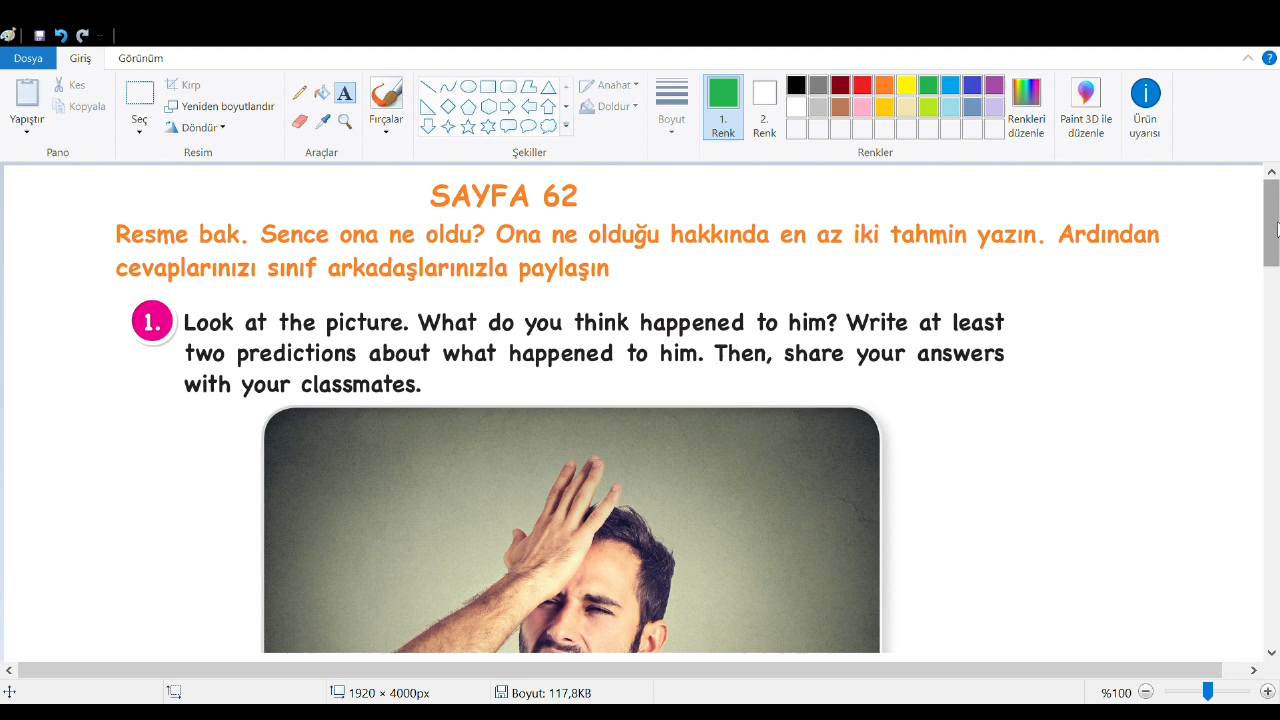 Dosya Giriş Görünüm
Yapıştır
Kes
Kopyala
Pano
Seç
Kırp
Yeniden boyutlandır
Döndür
Resim
A
Araçlar
Fırçalar
Anahat
Doldur
Şekiller
Boyut
1.
Renk
2.
Renk
Renkleri
düzenle
Renkler
Paint 3D ile
düzenle
Ürün
uyarısı
SAYFA 62
Resme bak. Sence ona ne oldu? Ona ne olduğu hakkında en az iki tahmin yazın. Ardından
cevaplarınızı sınıf arkadaşlarınızla paylaşın
1. Look at the picture. What do you think happened to him? Write at least
two predictions about what happened to him. Then, share your answers
with your classmates.
1920 × 4000px Boyut: 117,8KB %100